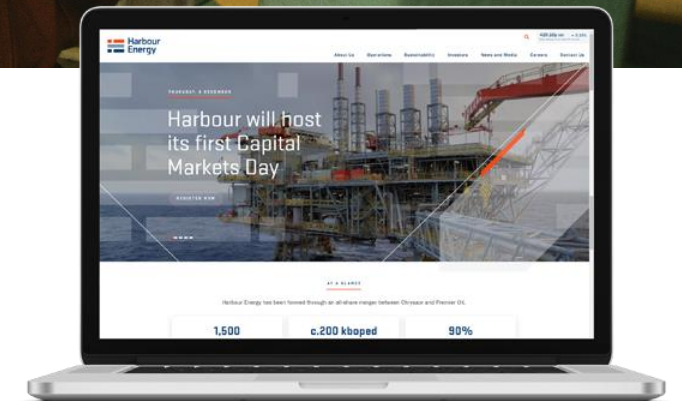 Harbour
Energy
About Us Operations Sustainability Investors News and Media Careers Contact Us
THURSDAY, 9 DECEMBER
Harbour will host
its first Capital
Markets Day
REGISTER NOW
AT A GLANCE
Harbour Energy has been formed through an all-share merger between Chrysaor and Premier Oil.
1,500 c.200 kboped 90%